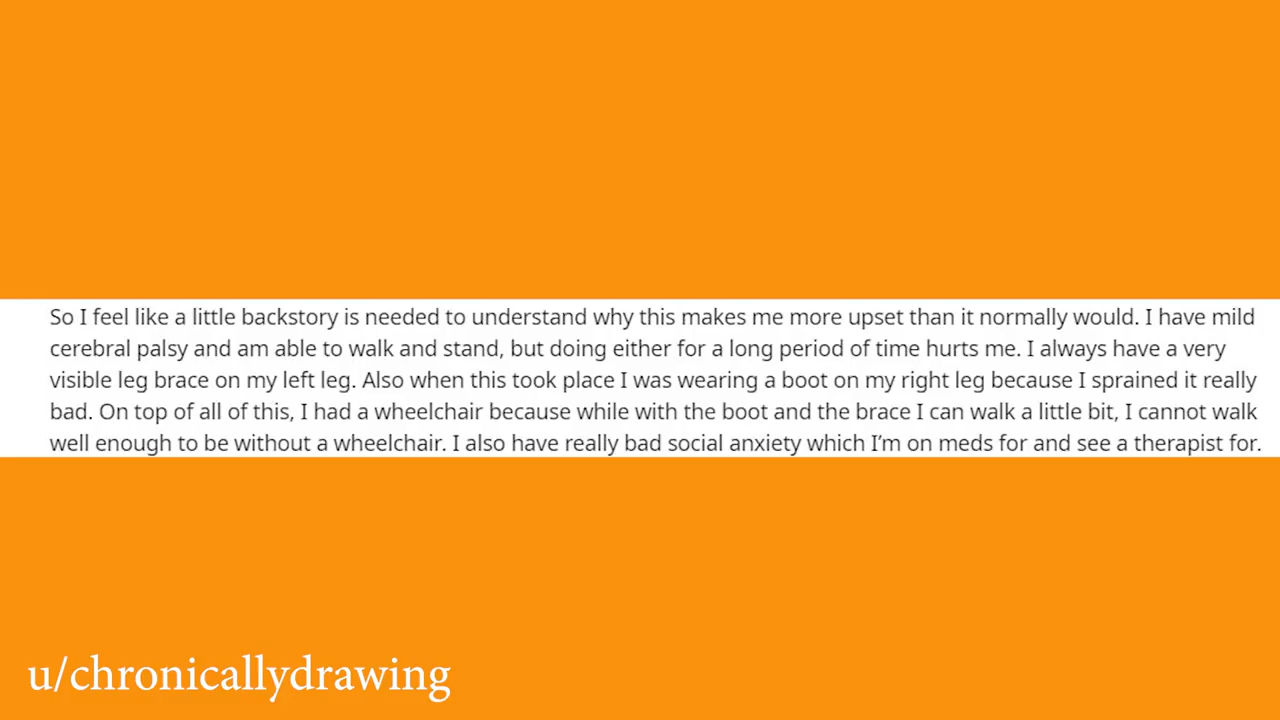 So I feel like a little backstory is needed to understand why this makes me more upset than it normally would. I have mild
cerebral palsy and am able to walk and stand, but doing either for a long period of time hurts me. I always have a very
visible leg brace on my left leg. Also when this took place I was wearing a boot on my right leg because I sprained it really
bad. On top of all of this, I had a wheelchair because while with the boot and the brace I can walk a little bit, I cannot walk
well enough to be without a wheelchair. I also have really bad social anxiety which I’m on meds for and see a therapist for.
u/chronicallydrawing